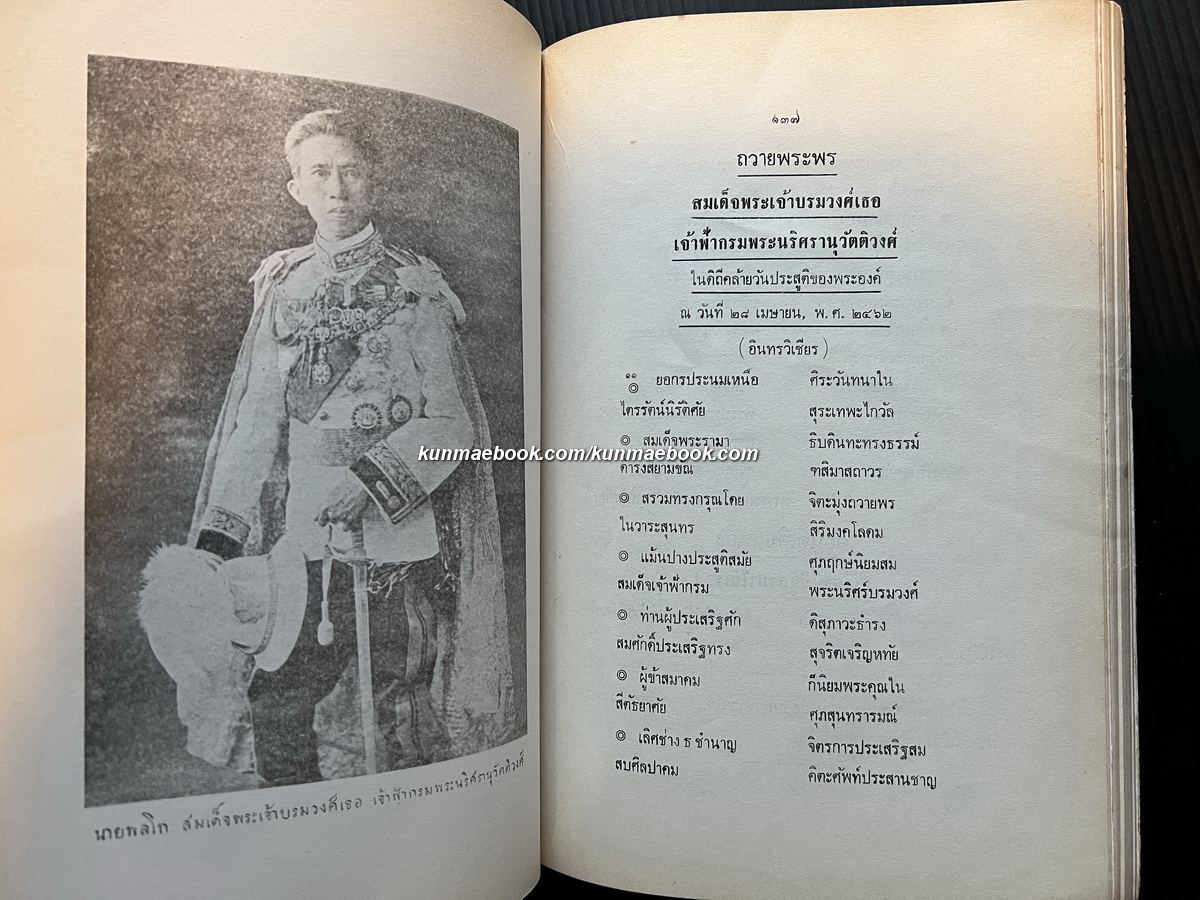 นายพลโท สมเด็จพระเจ้าบรมวงศ์เธอ เจ้าฟ้ากรมพระนริศรานุวัตติวงศ์
๑๓๗
ถวายพระพร
สมเด็จพระเจ้าบรมวงศ์เธอ
เจ้าฟ้ากรมพระนริศรานุวัตติวงศ์
ในดิถีคล้ายวันประสูติของพระองค์
ณ วันที่ ๒๘ เมษายน, พ.ศ. ๒๔๖๒
(อินทรวิเชียร)
๑๑ ๏ ยอกรประนมเหนือ ศิระวันทนาใน
ไตรรัตน์นิรัติศัย สุระเทพะไกวัล
๏ สมเด็จพระรามา ธิบดินทะทรงธรรม์
ดำรงสยามขัณ ฑสิมาสถาวร
kunmaebook.com/kunmaebook.com
๏ สรวมทรงกรุณโดย จิตะมุ่งถวายพร
ในวาระสุนทร สิริมงคโลดม
๏ แม้นปางประสูติสมัย ศุภฤกษ์นิยมสม
สมเด็จเจ้าฟ้ากรม พระนริศร์บรมวงศ์
๏ ท่านผู้ประเสริฐศัก ดิสุภาวะธำรง
สมศักดิ์ประเสริฐทรง สุจริตเจริญหทัย
๏ ผู้ข้าสมาคม ก็นิยมพระคุณใน
สีตัธยาศัย ศุภสุนทรารมณ์
๏ เลิศช่าง ธ ชำนาญ จิตรการประเสริฐสม
สบศิลปาคม คิตะศัพท์ประสานชาญ